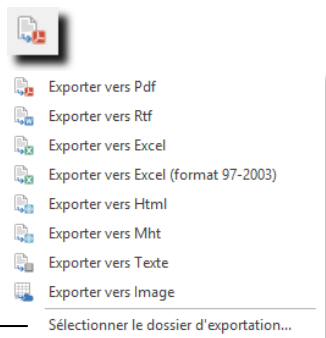 Exporter vers Pdf
Exporter vers Rtf
Exporter vers Excel
Exporter vers Excel (format 97-2003)
Exporter vers Html
Exporter vers Mht
Exporter vers Texte
Exporter vers Image
Sélectionner le dossier d'exportation...